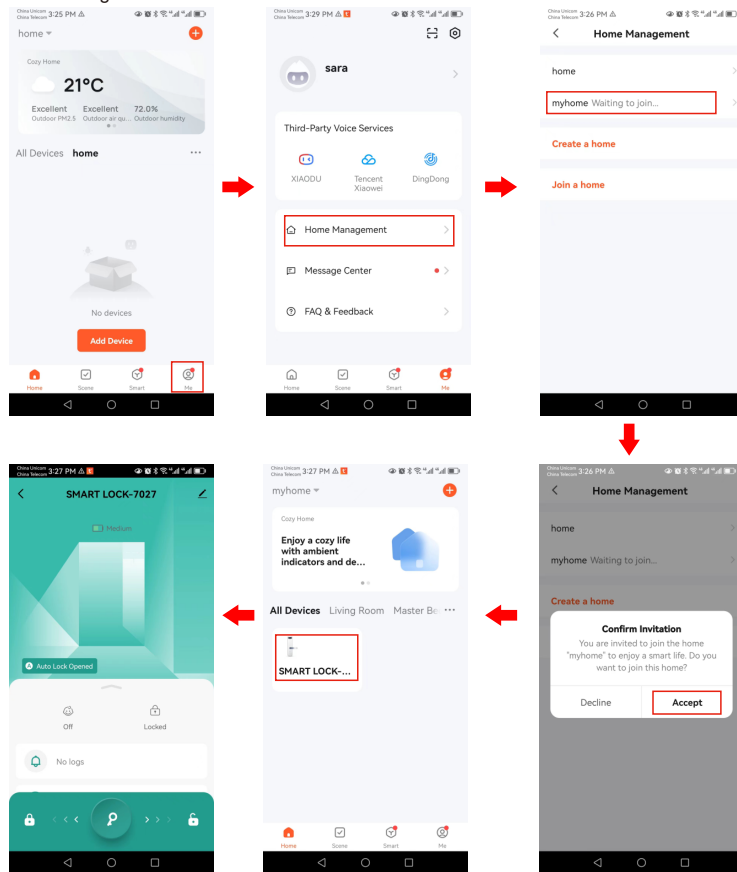 China Unicom
China Telecom 3:25 PM
home
Cozy Home
21°C
Excellent Excellent 72.0%
Outdoor PM2.5 Outdoor air qu... Outdoor humidity
All Devices home ...
No devices
Add Device
Home Scene Smart Me
China Unicom
China Telecom 3:29 PM
sara
Third-Party Voice Services
XIAODU Tencent Xiaowei DingDong
Home Management
Message Center
FAQ & Feedback
Home Scene Smart Me
China Unicom
China Telecom 3:26 PM
Home Management
home
myhome Waiting to join...
Create a home
Join a home
China Unicom
China Telecom 3:26 PM
Home Management
home
myhome Waiting to join...
Create a home
Confirm Invitation
You are invited to join the home
"myhome" to enjoy a smart life. Do you
want to join this home?
Decline Accept
China Unicom
China Telecom 3:27 PM
myhome
Cozy Home
Enjoy a cozy life
with ambient
indicators and de...
All Devices Living Room Master Be ...
SMART LOCK-...
Home Scene Smart Me
China Unicom
China Telecom 3:27 PM
SMART LOCK-7027
Medium
Auto Lock Opened
Off Locked
No logs